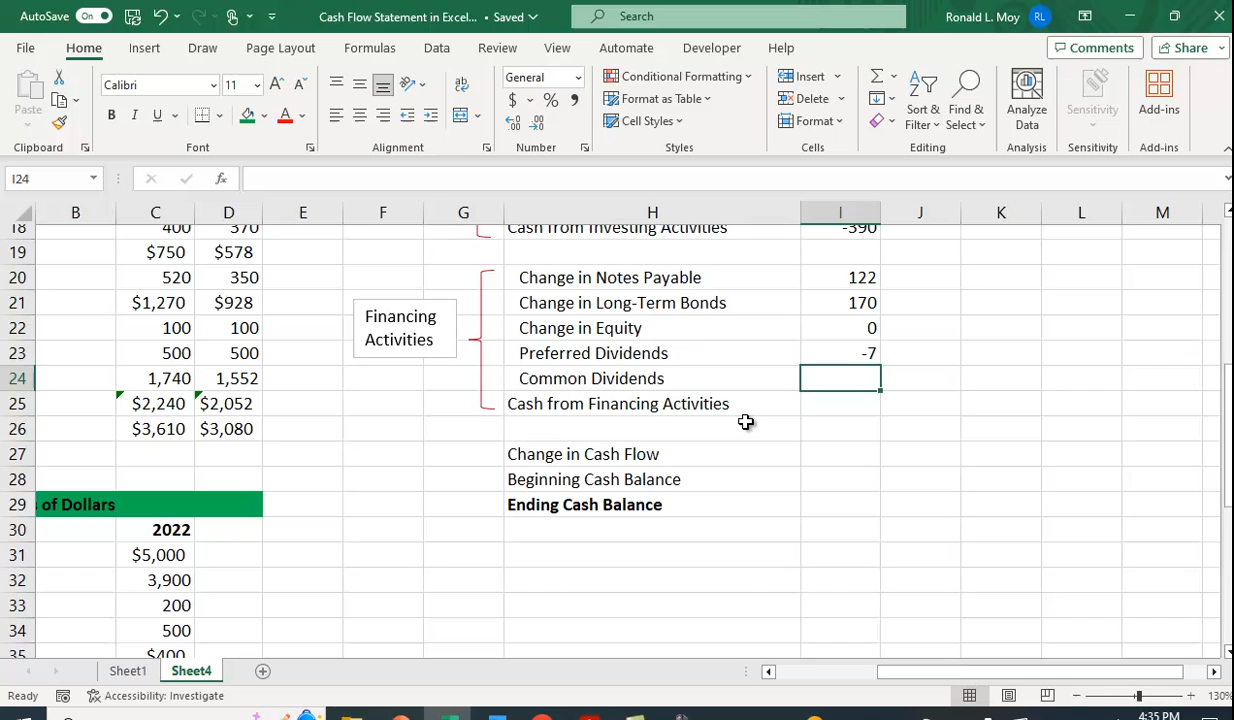 AutoSave On Cash Flow Statement in Excel... • Saved Search Ronald L. Moy RL
File Home Insert Draw Page Layout Formulas Data Review View Automate Developer Help Comments Share
Paste Calibri 11 General Conditional Formatting Insert Sort & Filter Find & Select Analyze Data Sensitivity Add-ins
B I U $ % Format as Table Delete
Cell Styles Format
Clipboard Font Alignment Number Styles Cells Editing Analysis Sensitivity Add-ins
I24 fx
B C D E F G H I J K L M
18 400 370 Cash from Investing Activities -390
19 $750 $578
20 520 350 Change in Notes Payable 122
21 $1,270 $928 Change in Long-Term Bonds 170
22 100 100 Financing Activities Change in Equity 0
23 500 500 Preferred Dividends -7
24 1,740 1,552 Common Dividends
25 $2,240 $2,052 Cash from Financing Activities
26 $3,610 $3,080
27 Change in Cash Flow
28 Beginning Cash Balance
29 of Dollars Ending Cash Balance
30 2022
31 $5,000
32 3,900
33 200
34 500
35 $400
Sheet1 Sheet4
Ready Accessibility: Investigate 130%
4:35 PM